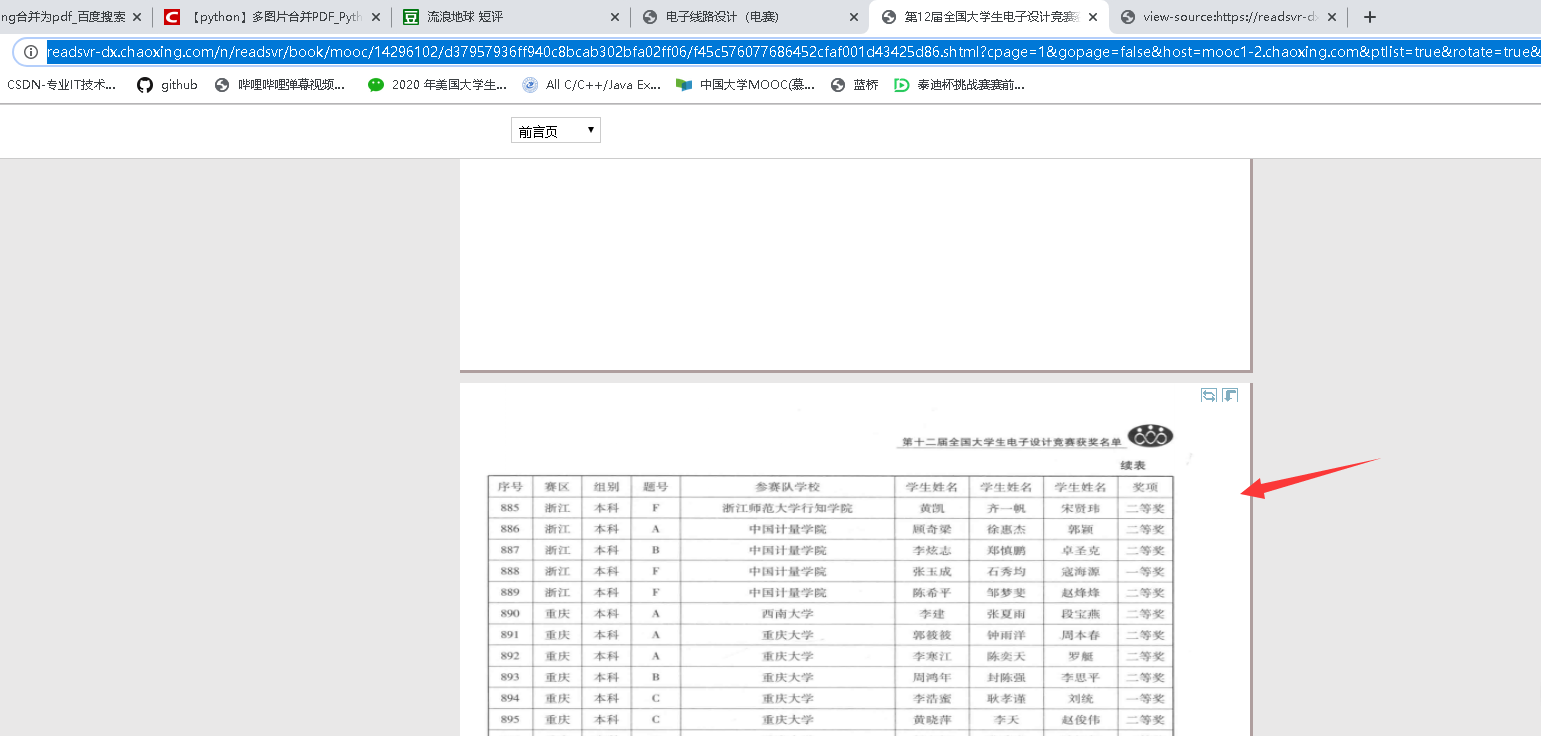 ng合并为pdf_百度搜索
【python】多图片合并PDF_Pyth
流浪地球 短评
电子线路设计（电赛）
第12届全国大学生电子设计竞赛
view-source:https://readsvr-dx
readsvr-dx.chaoxing.com/n/readsvr/book/mooc/14296102/d37957936ff940c8bcab302bfa02ff06/f45c576077686452cfaf001d43425d86.shtml?cpage=1&gopage=false&host=mooc1-2.chaoxing.com&ptlist=true&rotate=true&
CSDN-专业IT技术...
github
哔哩哔哩弹幕视频...
2020 年美国大学生...
All C/C++/Java Ex...
中国大学MOOC(慕...
蓝桥
泰迪杯挑战赛赛前...
前言页
第十二届全国大学生电子设计竞赛获奖名单
续表
序号 赛区 组别 题号 参赛队学校 学生姓名 学生姓名 学生姓名 奖项
885 浙江 本科 F 浙江师范大学行知学院 黄凯 齐一帆 宋贤玮 二等奖
886 浙江 本科 A 中国计量学院 顾奇梁 徐惠杰 郭颖 二等奖
887 浙江 本科 B 中国计量学院 李炫志 郑慎鹏 卓圣克 二等奖
888 浙江 本科 F 中国计量学院 张玉成 石秀均 寇海源 一等奖
889 浙江 本科 F 中国计量学院 陈希平 邹梦斐 赵烽烽 二等奖
890 重庆 本科 A 西南大学 李建 张夏雨 段宝燕 二等奖
891 重庆 本科 A 重庆大学 郭筱筱 钟雨洋 周本春 二等奖
892 重庆 本科 A 重庆大学 李寒江 陈奕天 罗艇 二等奖
893 重庆 本科 B 重庆大学 周鸿年 封陈强 李思平 二等奖
894 重庆 本科 C 重庆大学 李浩蜜 耿孝谨 刘统 一等奖
895 重庆 本科 C 重庆大学 黄晓萍 李天 赵俊伟 二等奖